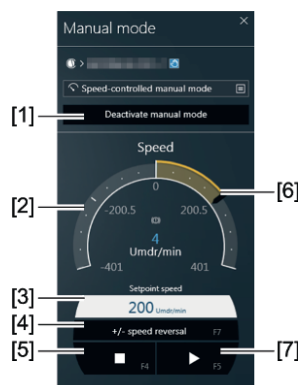 Manual mode
×
>
Speed-controlled manual mode
[1]
Deactivate manual mode
Speed
[2]
[6]
0
-200.5
200.5
4
Umdr/min
-401
401
[3]
Setpoint speed
200 Umdr/min
[4]
+/- speed reversal F7
[5]
[7]
F4
F5